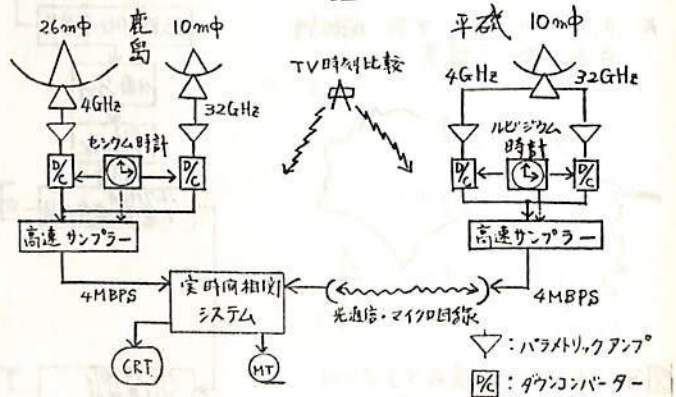 26mφ 鹿島 10mφ
平磯 10mφ
TV時刻比較
4GHz
32GHz
4GHz
32GHz
セシウム時計
ルビジウム時計
D/C
D/C
D/C
D/C
高速サンプラー
高速サンプラー
4MBPS
実時間相関
システム
光通信・マイクロ回線
4MBPS
CRT
MT
▽:パラメトリックアンプ
D/C:ダウンコンバーター